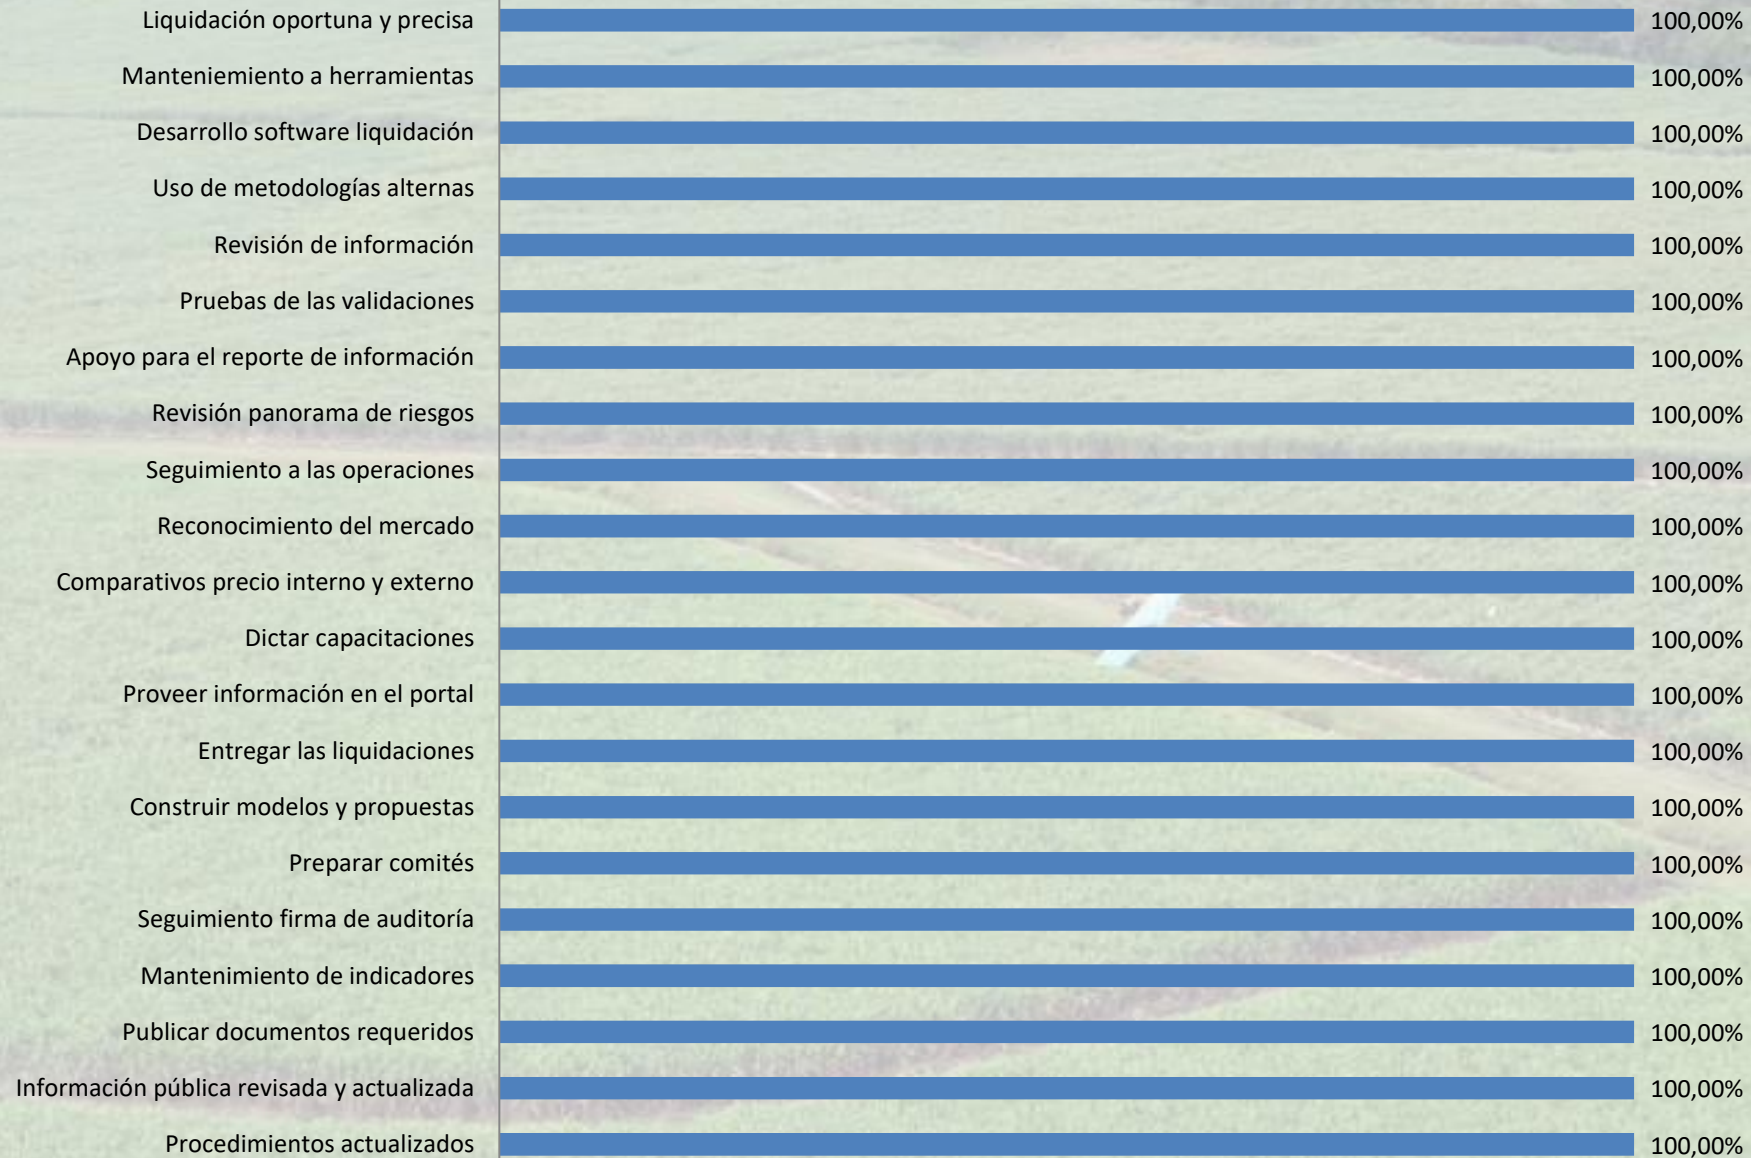 Liquidación oportuna y precisa 100,00%
Manteniemiento a herramientas 100,00%
Desarrollo software liquidación 100,00%
Uso de metodologías alternas 100,00%
Revisión de información 100,00%
Pruebas de las validaciones 100,00%
Apoyo para el reporte de información 100,00%
Revisión panorama de riesgos 100,00%
Seguimiento a las operaciones 100,00%
Reconocimiento del mercado 100,00%
Comparativos precio interno y externo 100,00%
Dictar capacitaciones 100,00%
Proveer información en el portal 100,00%
Entregar las liquidaciones 100,00%
Construir modelos y propuestas 100,00%
Preparar comités 100,00%
Seguimiento firma de auditoría 100,00%
Mantenimiento de indicadores 100,00%
Publicar documentos requeridos 100,00%
Información pública revisada y actualizada 100,00%
Procedimientos actualizados 100,00%